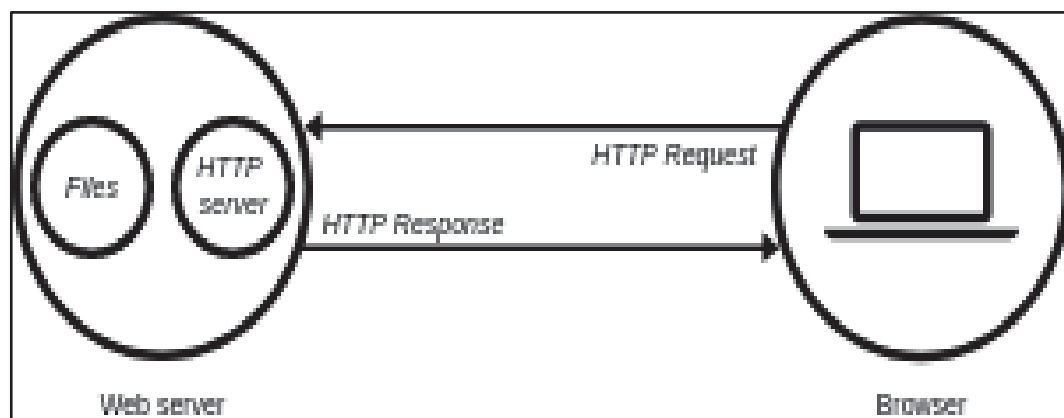 Files
HTTP
server
HTTP Request
HTTP Response
Web server
Browser